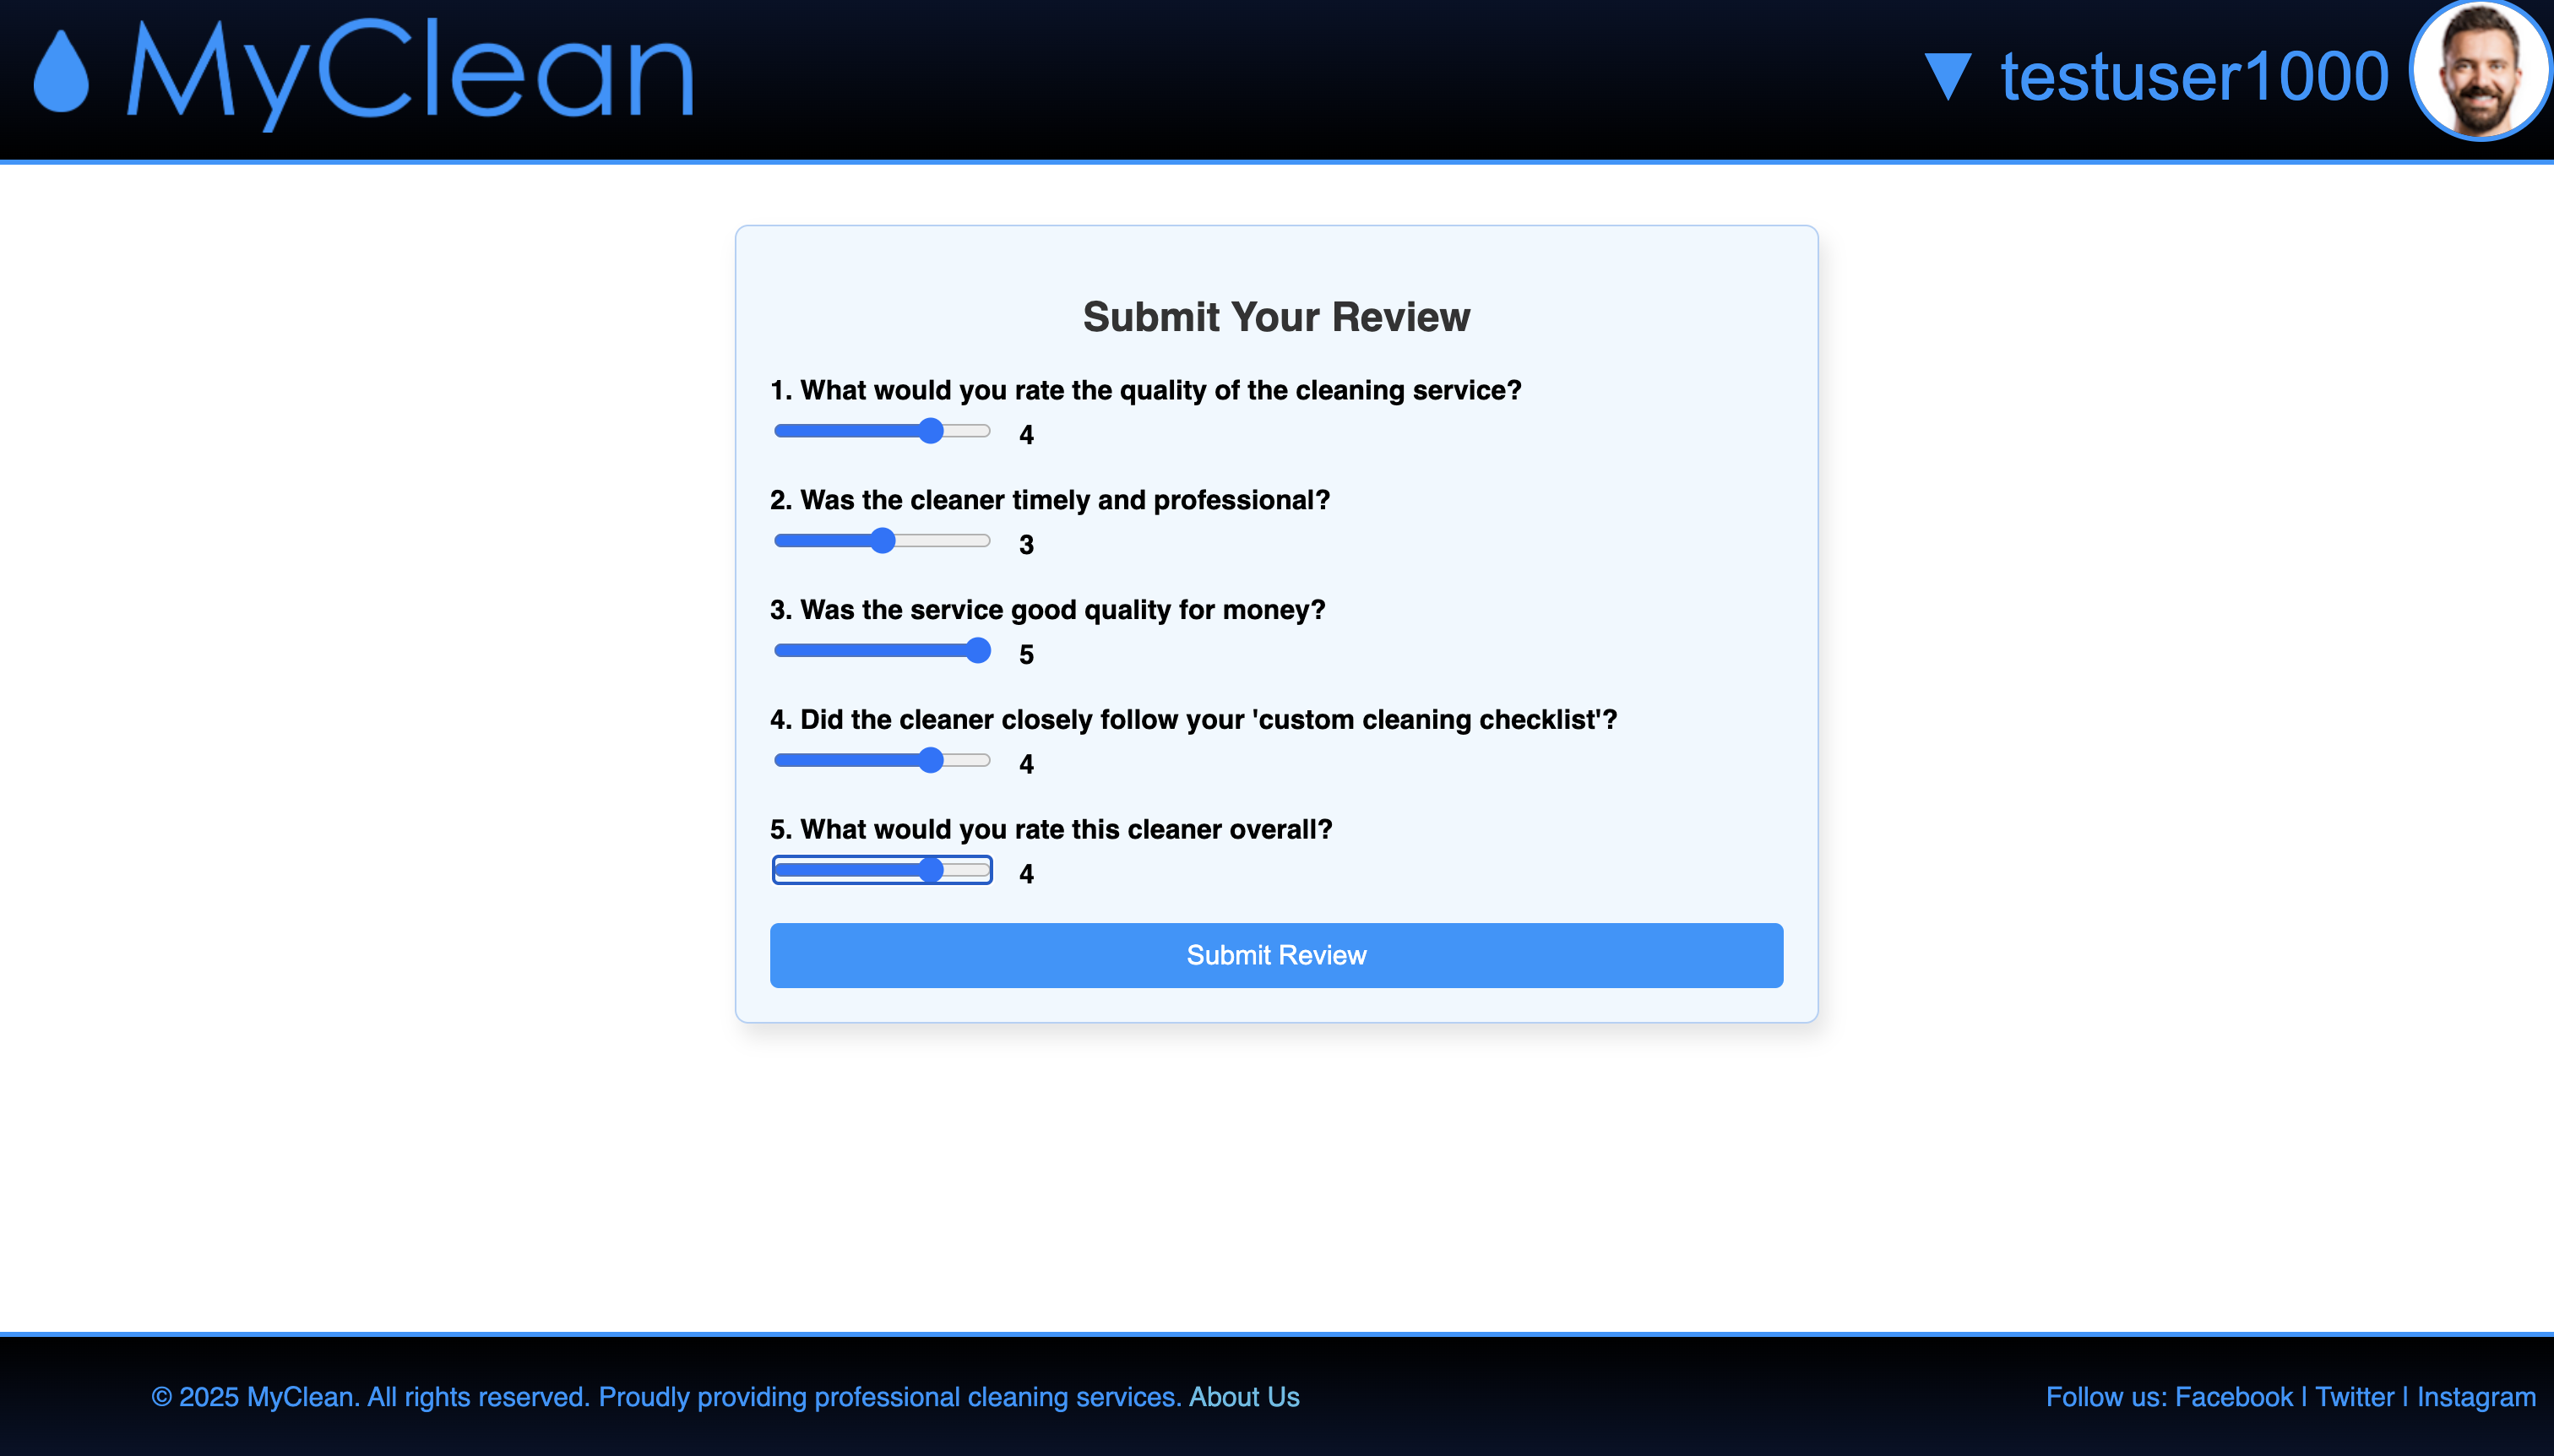 MyClean
▼ testuser1000
Submit Your Review
1. What would you rate the quality of the cleaning service?
4
2. Was the cleaner timely and professional?
3
3. Was the service good quality for money?
5
4. Did the cleaner closely follow your 'custom cleaning checklist'?
4
5. What would you rate this cleaner overall?
4
Submit Review
© 2025 MyClean. All rights reserved. Proudly providing professional cleaning services. About Us
Follow us: Facebook | Twitter | Instagram